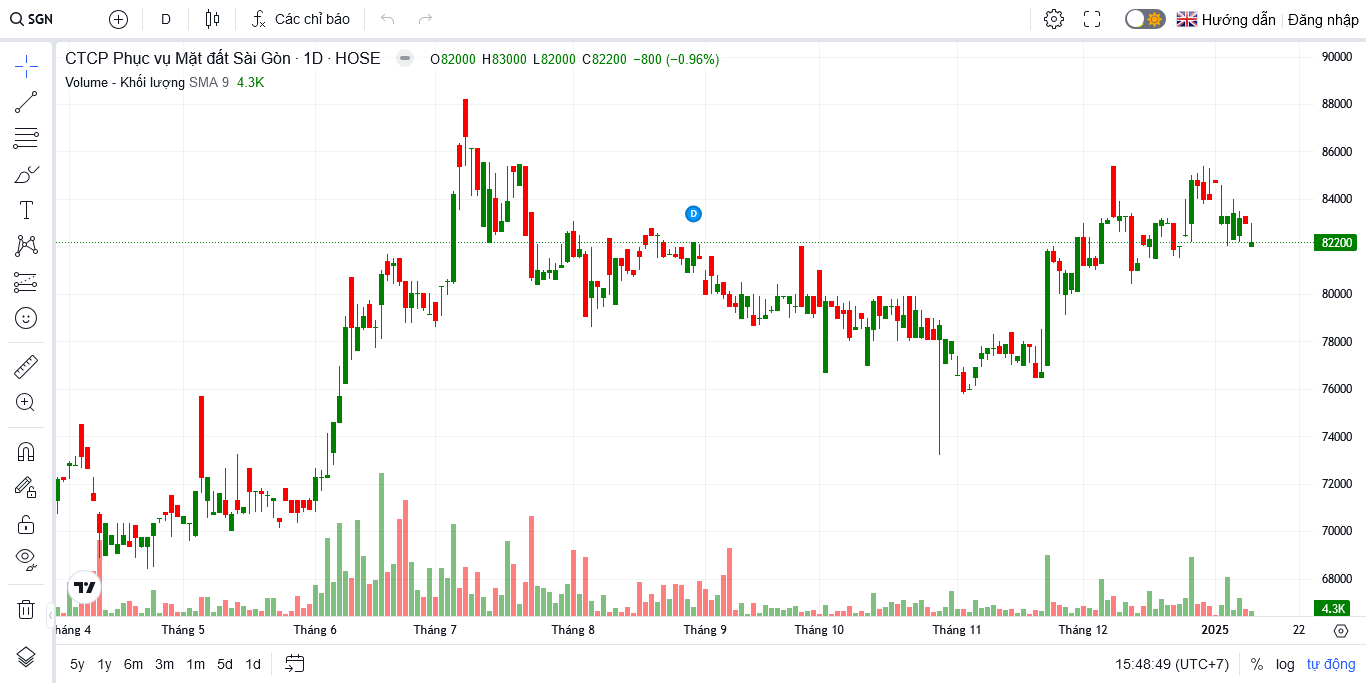 SGN D Các chỉ báo Hướng dẫn Đăng nhập
CTCP Phục vụ Mặt đất Sài Gòn · 1D · HOSE O82000 H83000 L82000 C82200 −800 (−0.96%)
Volume - Khối lượng SMA 9 4.3K
90000
88000
86000
84000
D
82200
80000
78000
76000
74000
72000
70000
68000
4.3K
háng 4 Tháng 5 Tháng 6 Tháng 7 Tháng 8 Tháng 9 Tháng 10 Tháng 11 Tháng 12 2025 22
5y 1y 6m 3m 1m 5d 1d 15:48:49 (UTC+7) % log tự động